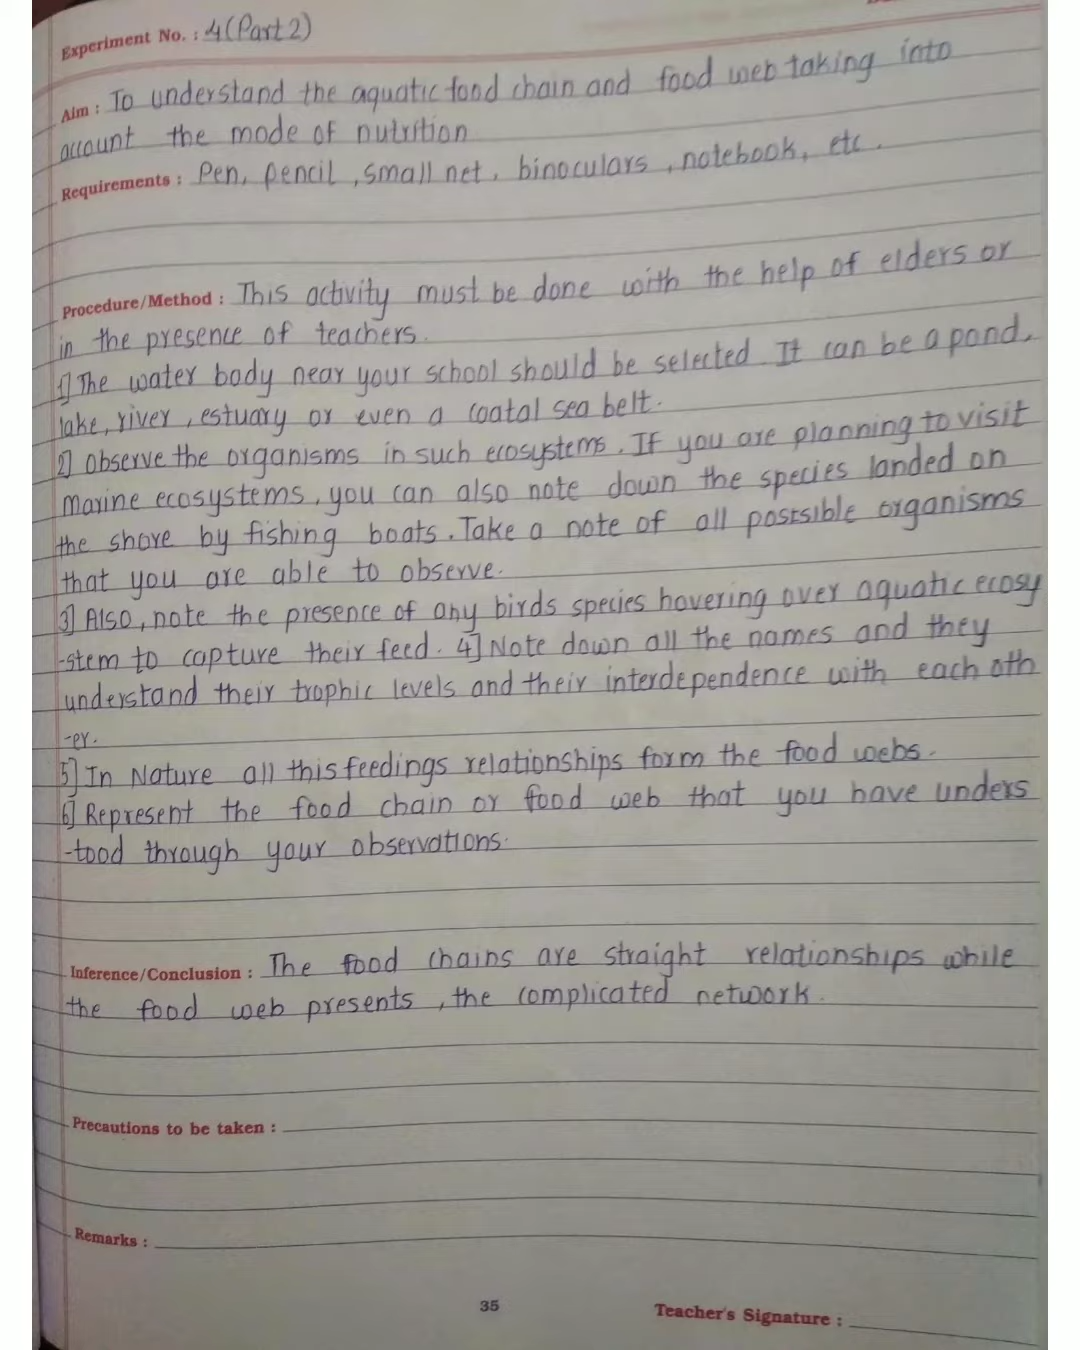 Experiment No. : 4(Part 2)
Aim : To understand the aquatic food chain and food web taking into
account the mode of nutrition
Requirements : Pen, pencil, small net, binoculars, notebook, etc.
Procedure/Method : This activity must be done with the help of elders or
in the presence of teachers.
1] The water body near your school should be selected. It can be a pond,
lake, river, estuary or even a coatal sea belt.
2] observe the organisms in such ecosystems. If you are planning to visit
marine ecosystems, you can also note down the species landed on
the shore by fishing boats. Take a note of all postsible organisms
that you are able to observe.
3] Also, note the presence of any birds species hovering over aquatic ecosy
-stem to capture their feed. 4] Note down all the names and they
understand their trophic levels and their interdependence with each oth
-er.
5] In Nature all this feedings relationships form the food webs.
6] Represent the food chain or food web that you have unders
-tood through your observations.
Inference/Conclusion : The food chains are straight relationships while
the food web presents, the complicated network.
Precautions to be taken :
Remarks :
35
Teacher's Signature :